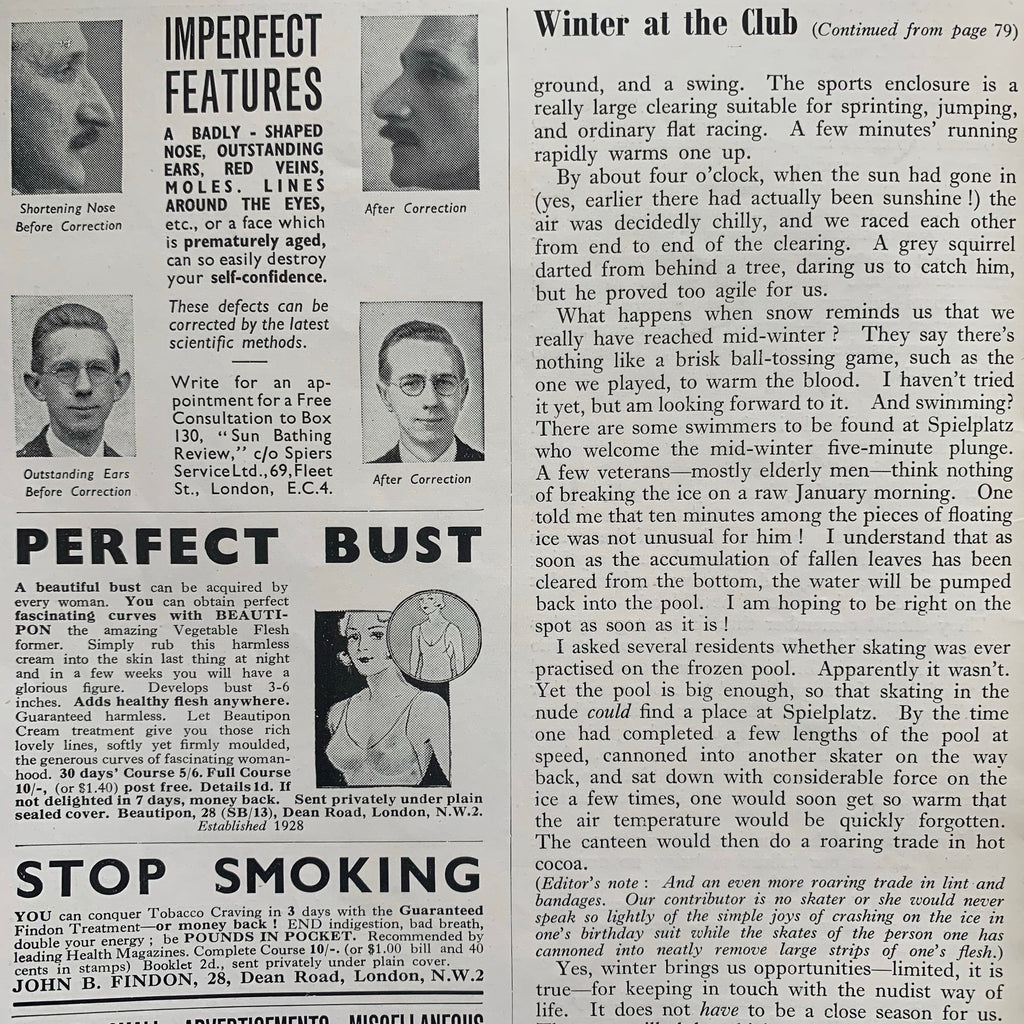 IMPERFECT
FEATURES
A BADLY - SHAPED
NOSE, OUTSTANDING
EARS, RED VEINS,
MOLES. LINES
AROUND THE EYES,
etc., or a face which
is prematurely aged,
can so easily destroy
your self-confidence.
These defects can be
corrected by the latest
scientific methods.
Write for an ap-
pointment for a Free
Consultation to Box
130, "Sun Bathing
Review," c/o Spiers
Service Ltd., 69, Fleet
St., London, E.C.4.
Shortening Nose
Before Correction
After Correction
Outstanding Ears
Before Correction
After Correction
PERFECT BUST
A beautiful bust can be acquired by
every woman. You can obtain perfect
fascinating curves with BEAUTI-
PON the amazing Vegetable Flesh
former. Simply rub this harmless
cream into the skin last thing at night
and in a few weeks you will have a
glorious figure. Develops bust 3-6
inches. Adds healthy flesh anywhere.
Guaranteed harmless. Let Beautipon
Cream treatment give you those rich
lovely lines, softly yet firmly moulded,
the generous curves of fascinating woman-
hood. 30 days' Course 5/6. Full Course
10/-, (or $1.40) post free. Details 1d. If
not delighted in 7 days, money back. Sent privately under plain
sealed cover. Beautipon, 28 (SB/13), Dean Road, London, N.W.2.
Established 1928
STOP SMOKING
YOU can conquer Tobacco Craving in 3 days with the Guaranteed
Findon Treatment—or money back ! END indigestion, bad breath,
double your energy ; be POUNDS IN POCKET. Recommended by
leading Health Magazines. Complete Course 10/-. (or $1.00 bill and 40
cents in stamps) Booklet 2d., sent privately under plain cover.
JOHN B. FINDON, 28, Dean Road, London, N.W.2
SMALL ADVERTISEMENTS MISCELLANEOUS
Winter at the Club (Continued from page 79)
ground, and a swing. The sports enclosure is a
really large clearing suitable for sprinting, jumping,
and ordinary flat racing. A few minutes' running
rapidly warms one up.
By about four o'clock, when the sun had gone in
(yes, earlier there had actually been sunshine !) the
air was decidedly chilly, and we raced each other
from end to end of the clearing. A grey squirrel
darted from behind a tree, daring us to catch him,
but he proved too agile for us.
What happens when snow reminds us that we
really have reached mid-winter ? They say there's
nothing like a brisk ball-tossing game, such as the
one we played, to warm the blood. I haven't tried
it yet, but am looking forward to it. And swimming?
There are some swimmers to be found at Spielplatz
who welcome the mid-winter five-minute plunge.
A few veterans—mostly elderly men—think nothing
of breaking the ice on a raw January morning. One
told me that ten minutes among the pieces of floating
ice was not unusual for him ! I understand that as
soon as the accumulation of fallen leaves has been
cleared from the bottom, the water will be pumped
back into the pool. I am hoping to be right on the
spot as soon as it is !
I asked several residents whether skating was ever
practised on the frozen pool. Apparently it wasn't.
Yet the pool is big enough, so that skating in the
nude could find a place at Spielplatz. By the time
one had completed a few lengths of the pool at
speed, cannoned into another skater on the way
back, and sat down with considerable force on the
ice a few times, one would soon get so warm that
the air temperature would be quickly forgotten.
The canteen would then do a roaring trade in hot
cocoa.
(Editor's note : And an even more roaring trade in lint and
bandages. Our contributor is no skater or she would never
speak so lightly of the simple joys of crashing on the ice in
one's birthday suit while the skates of the person one has
cannoned into neatly remove large strips of one's flesh.)
Yes, winter brings us opportunities—limited, it is
true—for keeping in touch with the nudist way of
life. It does not have to be a close season for us.